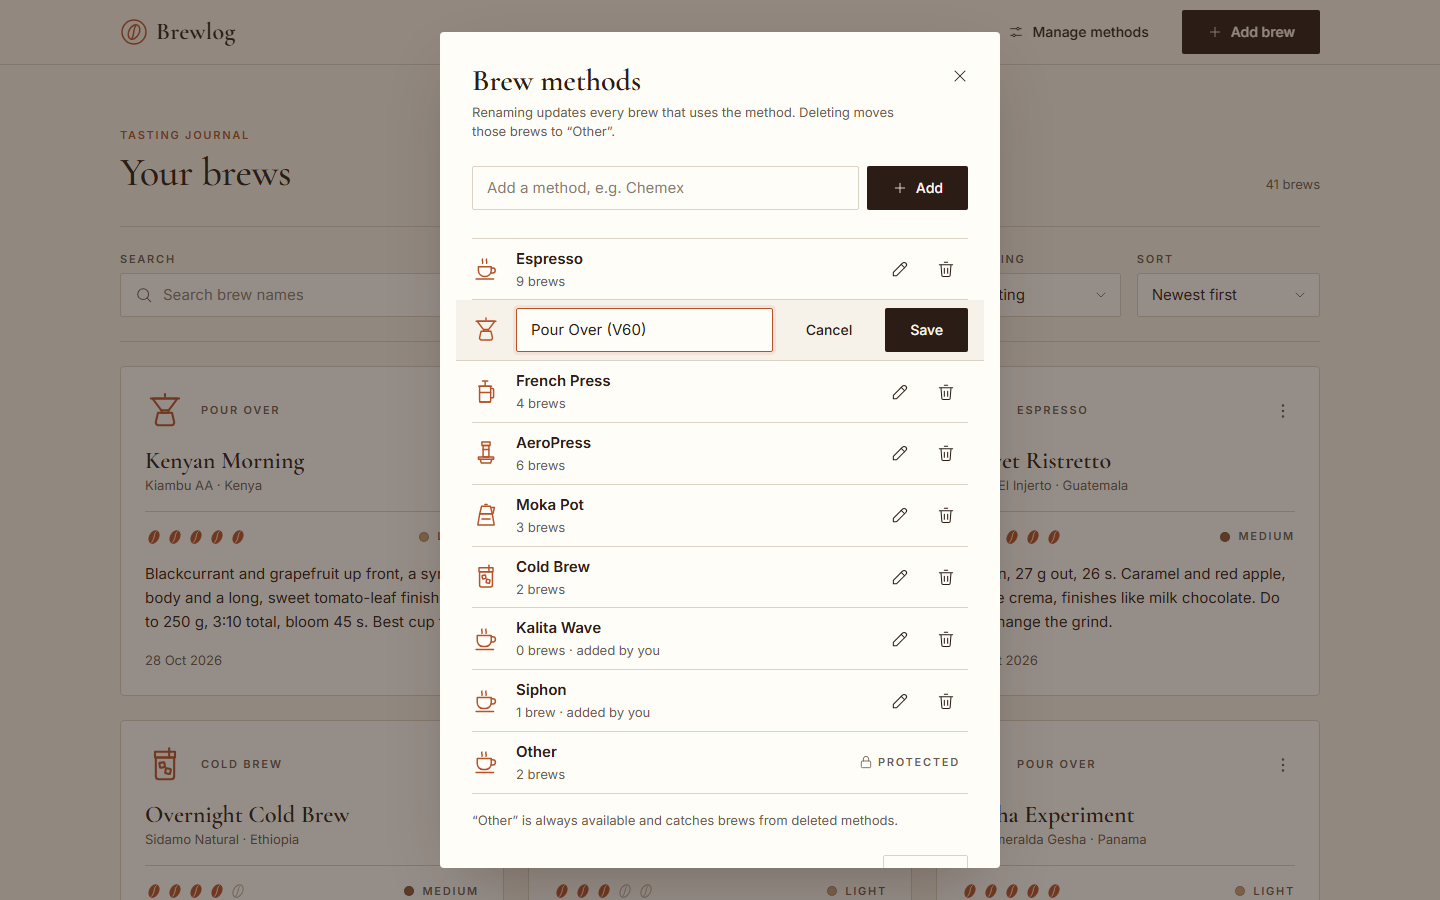 Brewlog
Manage methods
Add brew
TASTING JOURNAL
Your brews
41 brews
SEARCH
Search brew names
SORT
Newest first
Brew methods
Renaming updates every brew that uses the method. Deleting moves
those brews to “Other”.
Add a method, e.g. Chemex
Add
Espresso
9 brews
Pour Over (V60)
Cancel
Save
French Press
4 brews
AeroPress
6 brews
Moka Pot
3 brews
Cold Brew
2 brews
Kalita Wave
0 brews · added by you
Siphon
1 brew · added by you
Other
2 brews
PROTECTED
“Other” is always available and catches brews from deleted methods.
POUR OVER
Kenyan Morning
Kiambu AA · Kenya
Blackcurrant and grapefruit up front, a
body and a long, sweet tomato-leaf finish
to 250 g, 3:10 total, bloom 45 s. Best cup
28 Oct 2026
ESPRESSO
Ristretto
El Injerto · Guatemala
MEDIUM
27 g out, 26 s. Caramel and red apple,
crema, finishes like milk chocolate. Do
the grind.
2026
COLD BREW
Overnight Cold Brew
Sidamo Natural · Ethiopia
MEDIUM
LIGHT
POUR OVER
Experiment
Gesha · Panama
LIGHT